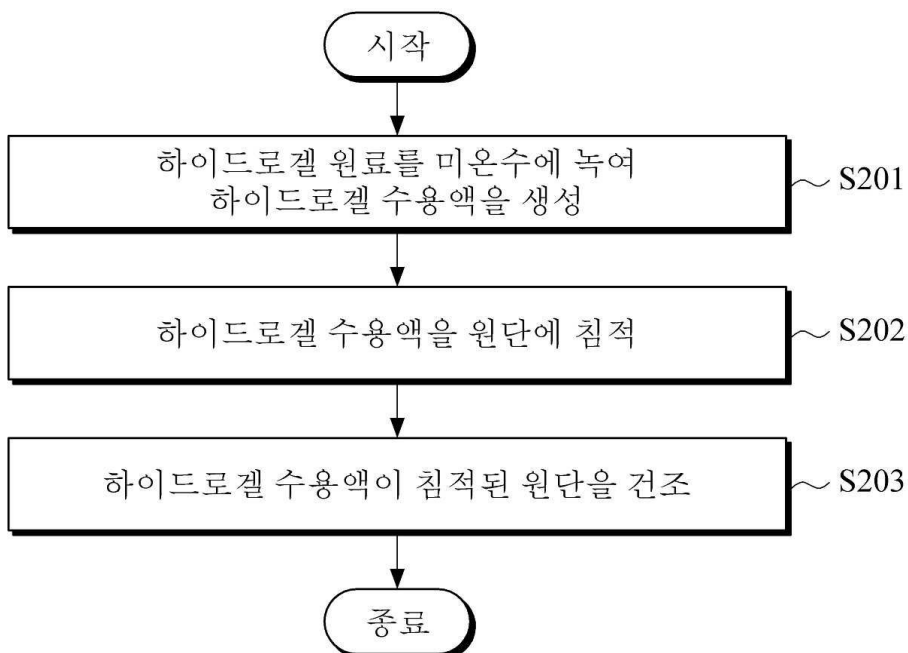 시작
하이드로겔 원료를 미온수에 녹여
하이드로겔 수용액을 생성
S201
하이드로겔 수용액을 원단에 침적
S202
하이드로겔 수용액이 침적된 원단을 건조
S203
종료